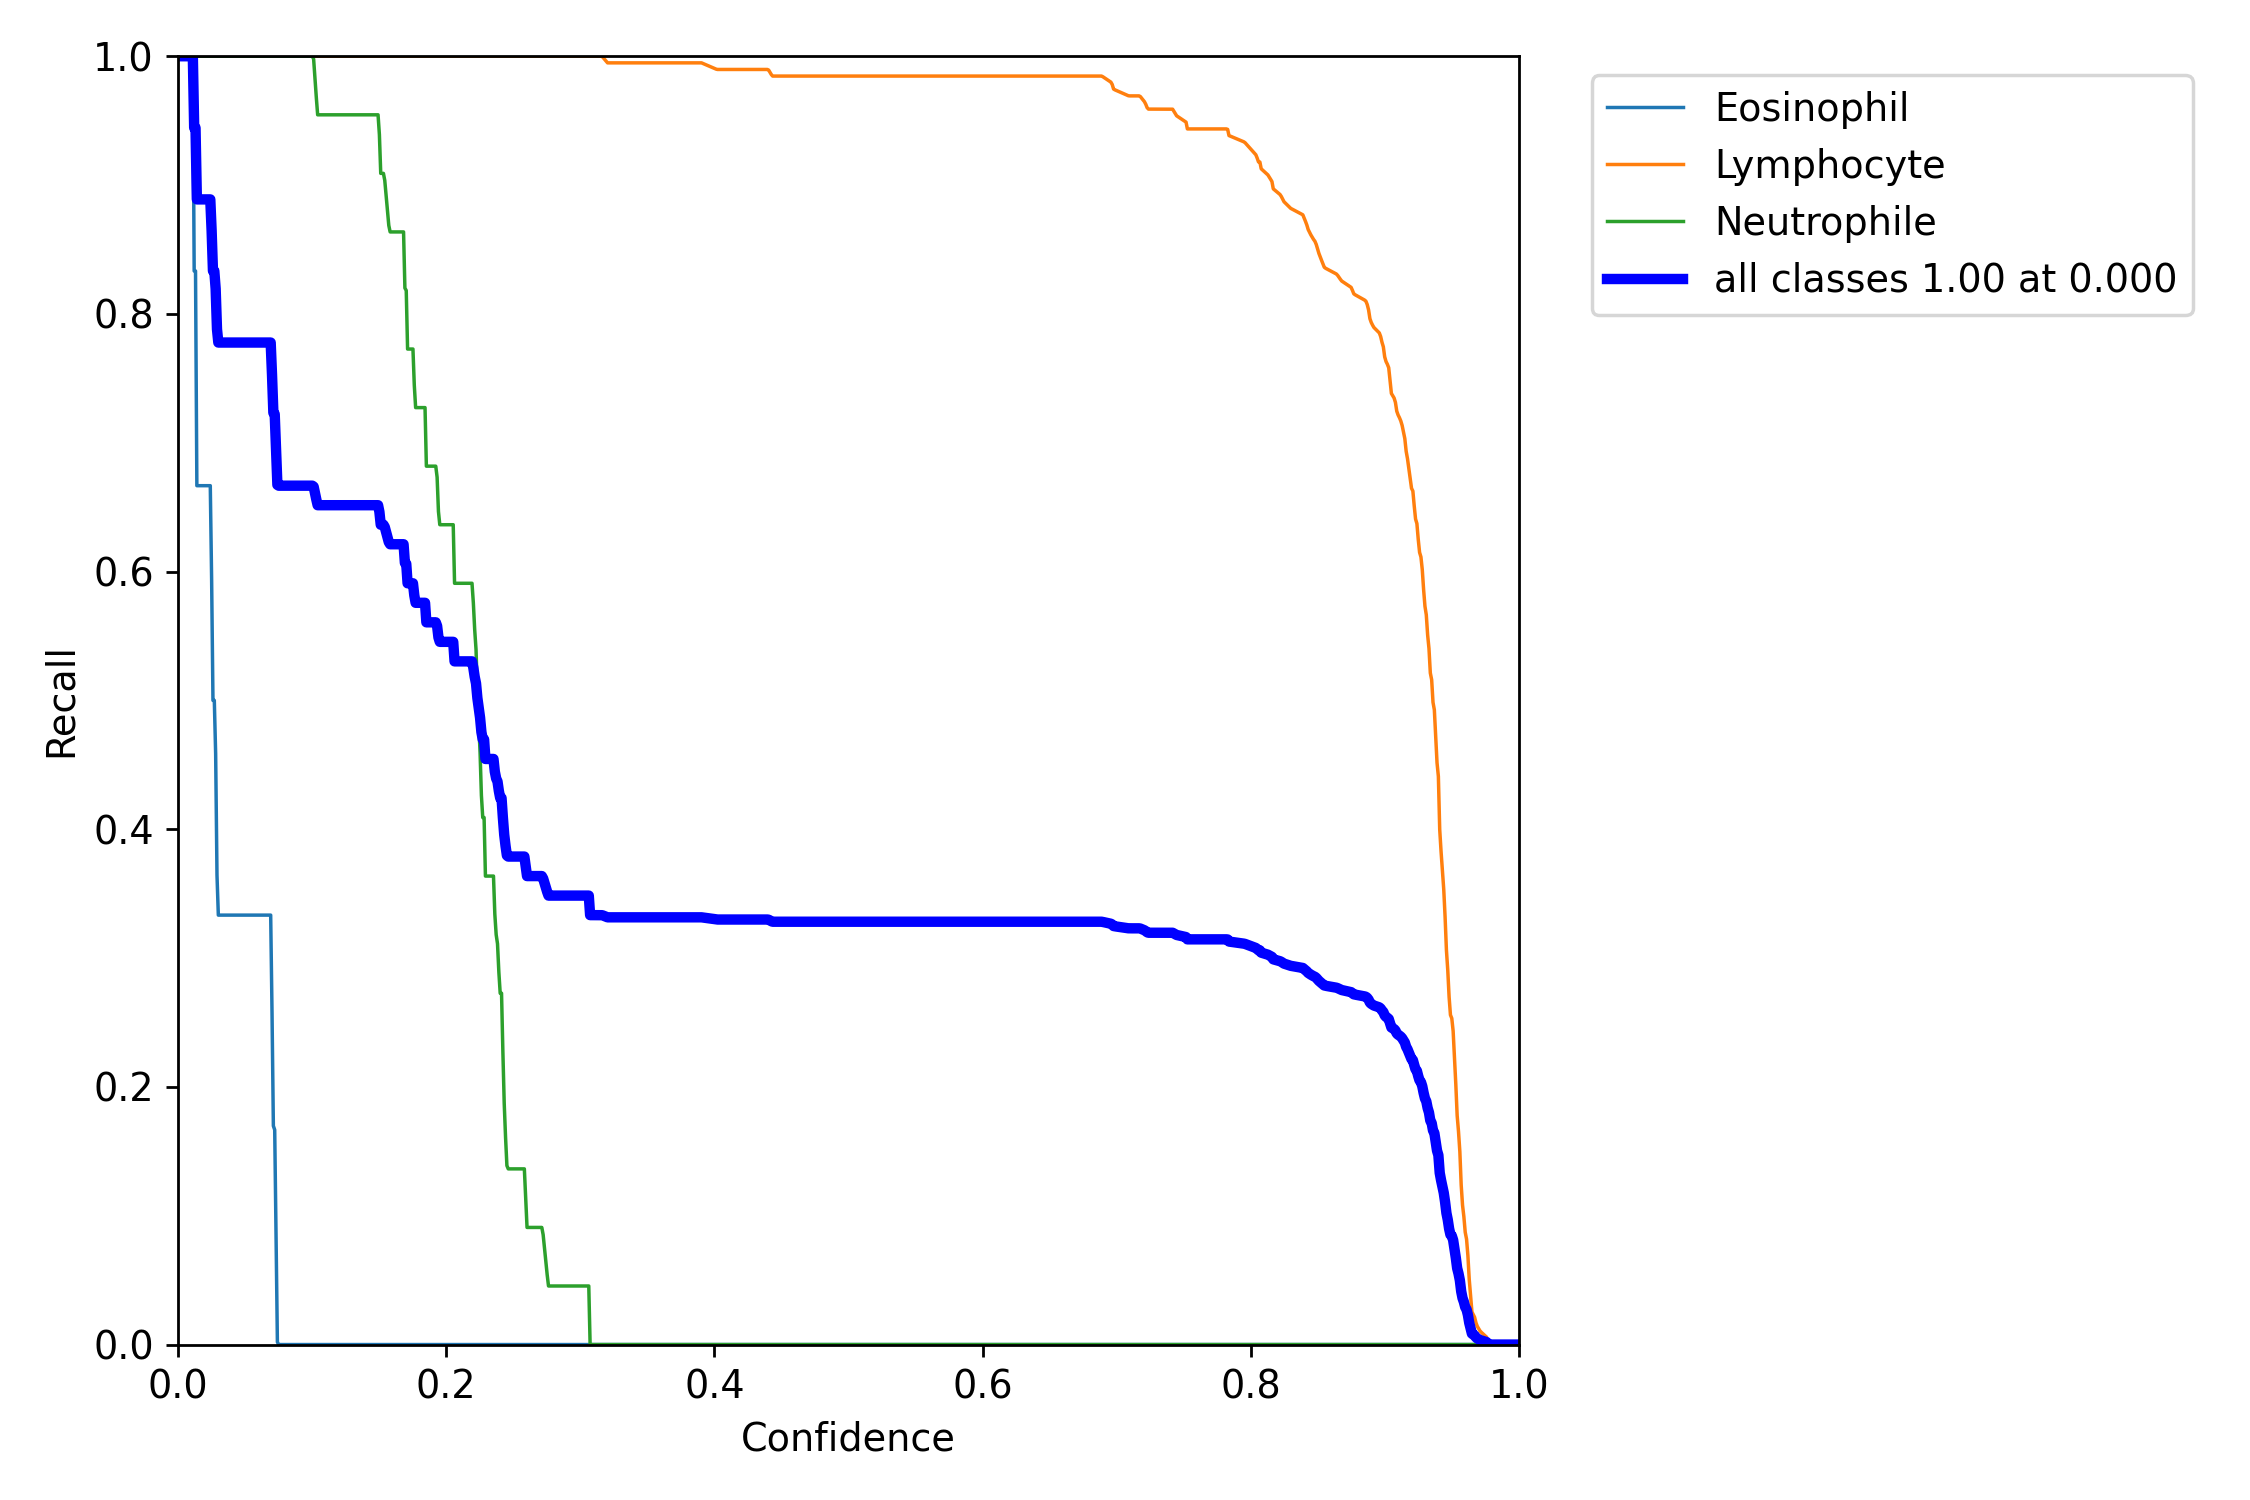 1.0
0.8
0.6
0.4
0.2
0.0
Recall
0.0 0.2 0.4 0.6 0.8 1.0
Confidence
Eosinophil
Lymphocyte
Neutrophile
all classes 1.00 at 0.000